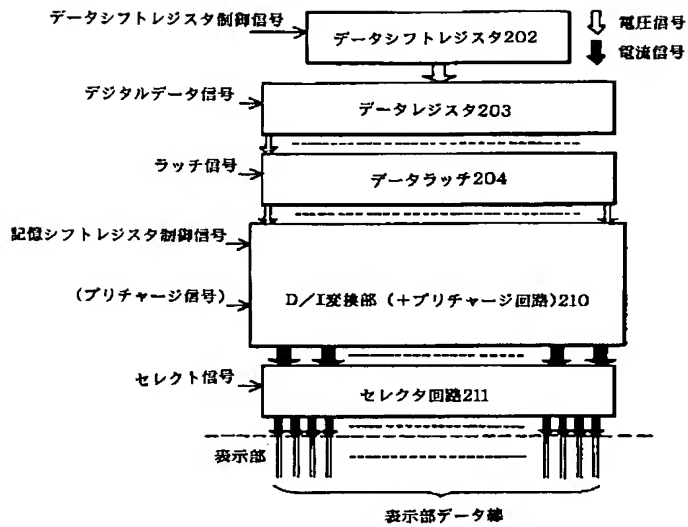 データシフトレジスタ制御信号
データシフトレジスタ202
電圧信号
電流信号
デジタルデータ信号
データレジスタ203
ラッチ信号
データラッチ204
記憶シフトレジスタ制御信号
(プリチャージ信号)
D/I変換部 (+プリチャージ回路)210
セレクト信号
セレクタ回路211
表示部
表示部データ線